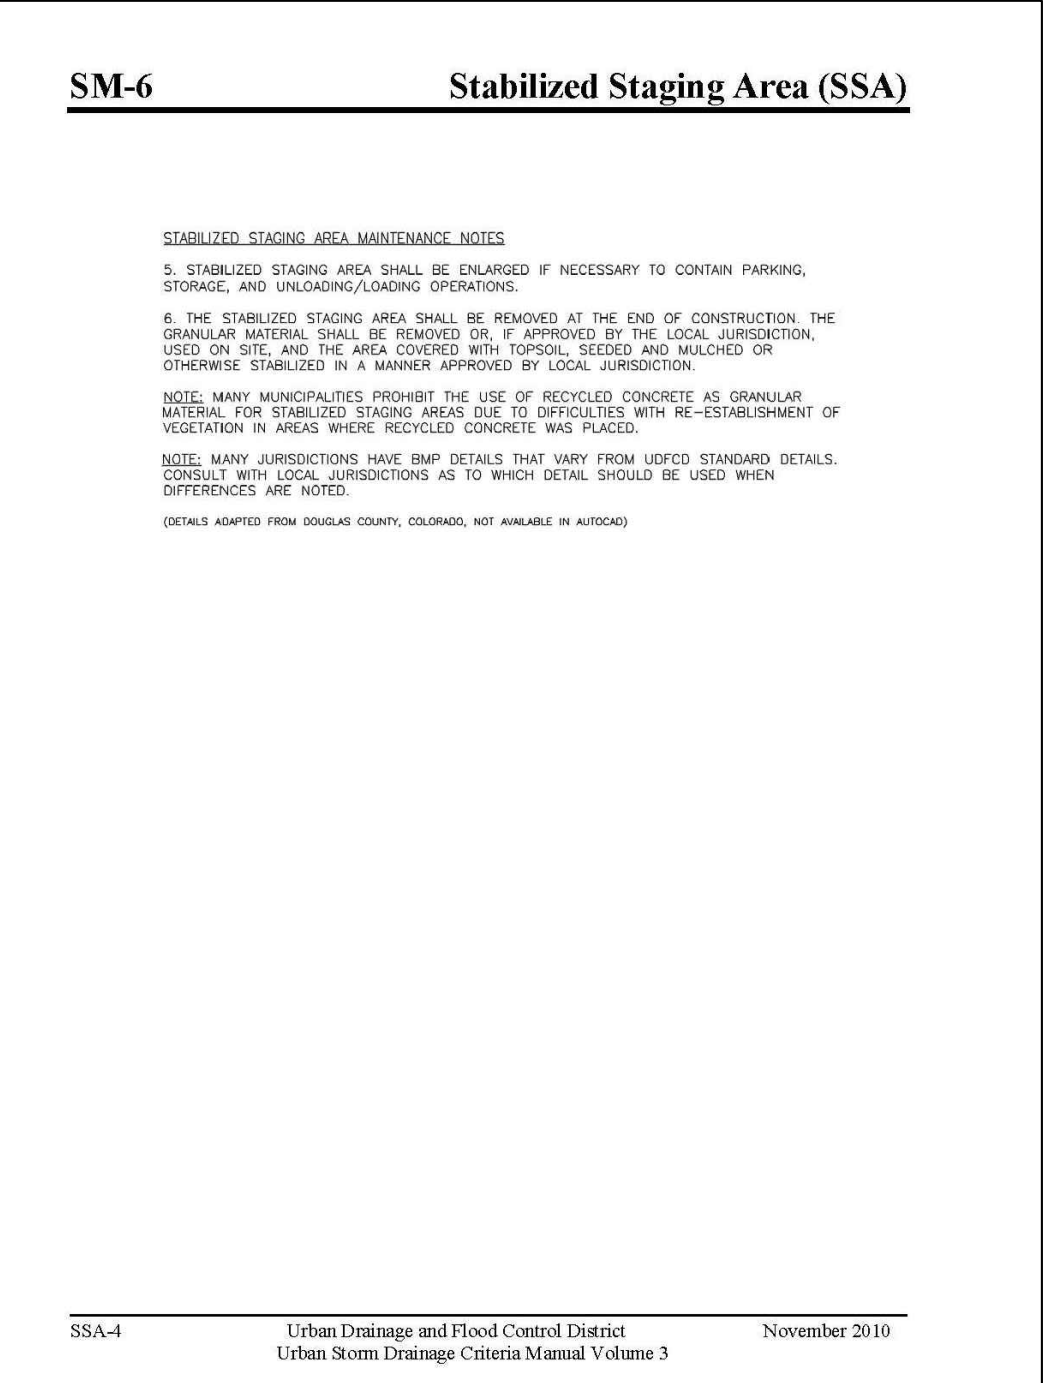 SM-6 Stabilized Staging Area (SSA)
STABILIZED STAGING AREA MAINTENANCE NOTES
5. STABILIZED STAGING AREA SHALL BE ENLARGED IF NECESSARY TO CONTAIN PARKING,
STORAGE, AND UNLOADING/LOADING OPERATIONS.
6. THE STABILIZED STAGING AREA SHALL BE REMOVED AT THE END OF CONSTRUCTION. THE
GRANULAR MATERIAL SHALL BE REMOVED OR, IF APPROVED BY THE LOCAL JURISDICTION,
USED ON SITE, AND THE AREA COVERED WITH TOPSOIL, SEEDED AND MULCHED OR
OTHERWISE STABILIZED IN A MANNER APPROVED BY LOCAL JURISDICTION.
NOTE: MANY MUNICIPALITIES PROHIBIT THE USE OF RECYCLED CONCRETE AS GRANULAR
MATERIAL FOR STABILIZED STAGING AREAS DUE TO DIFFICULTIES WITH RE-ESTABLISHMENT OF
VEGETATION IN AREAS WHERE RECYCLED CONCRETE WAS PLACED.
NOTE: MANY JURISDICTIONS HAVE BMP DETAILS THAT VARY FROM UDFCD STANDARD DETAILS.
CONSULT WITH LOCAL JURISDICTIONS AS TO WHICH DETAIL SHOULD BE USED WHEN
DIFFERENCES ARE NOTED.
(DETAILS ADAPTED FROM DOUGLAS COUNTY, COLORADO, NOT AVAILABLE IN AUTOCAD)
SSA-4 Urban Drainage and Flood Control District November 2010
Urban Storm Drainage Criteria Manual Volume 3